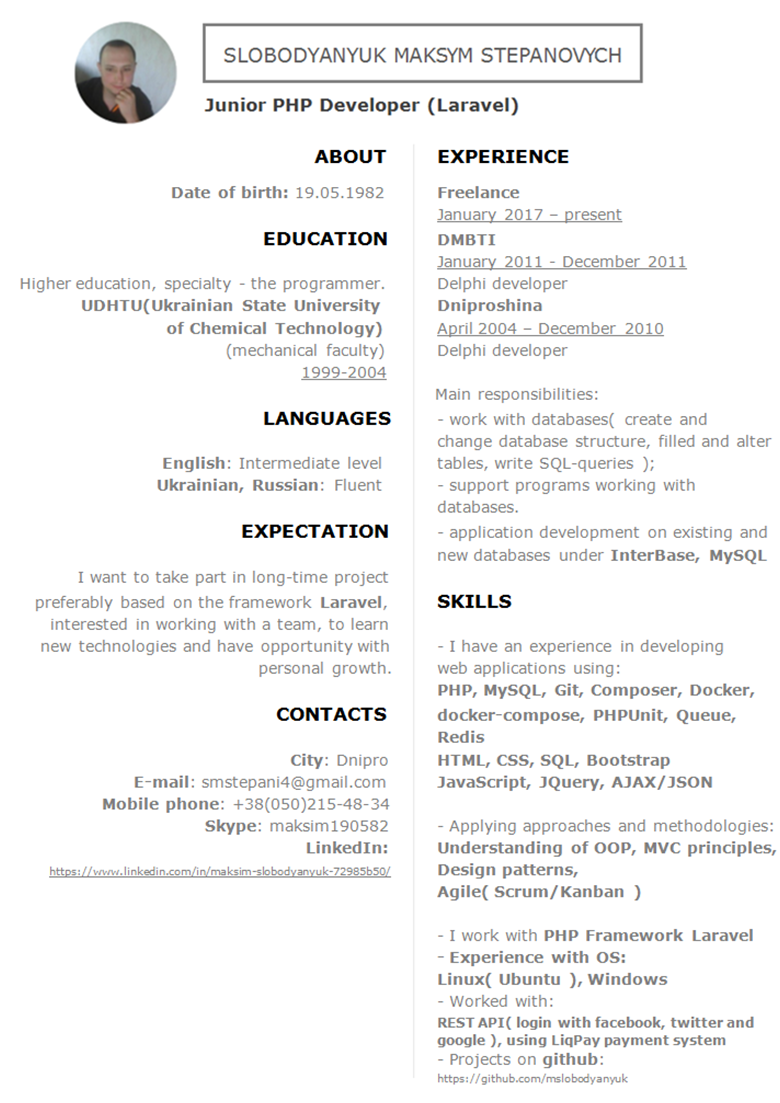 SLOBODYANYUK MAKSYM STEPANOVYCH
Junior PHP Developer (Laravel)
ABOUT
Date of birth: 19.05.1982
EDUCATION
Higher education, specialty - the programmer.
UDHTU(Ukrainian State University
of Chemical Technology)
(mechanical faculty)
1999-2004
LANGUAGES
English: Intermediate level
Ukrainian, Russian: Fluent
EXPECTATION
I want to take part in long-time project
preferably based on the framework Laravel,
interested in working with a team, to learn
new technologies and have opportunity with
personal growth.
CONTACTS
City: Dnipro
E-mail: smstepani4@gmail.com
Mobile phone: +38(050)215-48-34
Skype: maksim190582
LinkedIn:
https://www.linkedin.com/in/maksim-slobodyanyuk-72985b50/
EXPERIENCE
Freelance
January 2017 – present
DMBTI
January 2011 - December 2011
Delphi developer
Dniproshina
April 2004 – December 2010
Delphi developer
Main responsibilities:
- work with databases( create and
change database structure, filled and alter
tables, write SQL-queries );
- support programs working with
databases.
- application development on existing and
new databases under InterBase, MySQL
SKILLS
- I have an experience in developing
web applications using:
PHP, MySQL, Git, Composer, Docker,
docker-compose, PHPUnit, Queue,
Redis
HTML, CSS, SQL, Bootstrap
JavaScript, JQuery, AJAX/JSON
- Applying approaches and methodologies:
Understanding of OOP, MVC principles,
Design patterns,
Agile( Scrum/Kanban )
- I work with PHP Framework Laravel
- Experience with OS:
Linux( Ubuntu ), Windows
- Worked with:
REST API( login with facebook, twitter and
google ), using LiqPay payment system
- Projects on github:
https://github.com/mslobodyanyuk